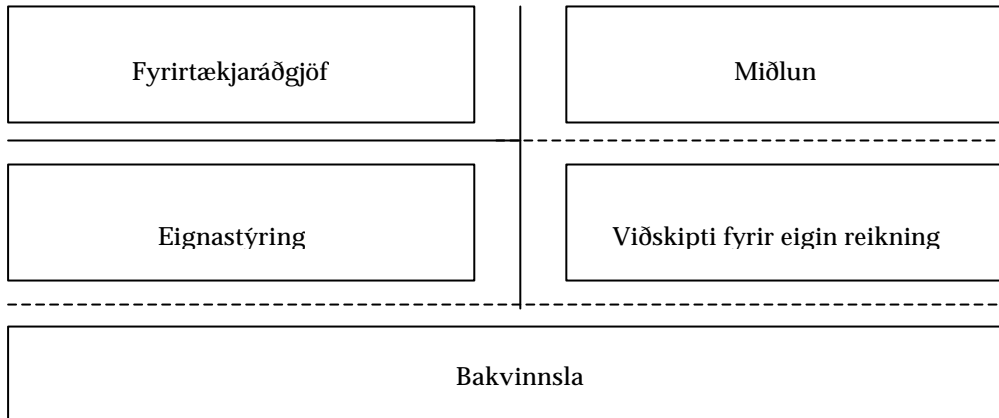 Fyrirtækjaráðgjöf
Miðlun
Eignastýring
Viðskipti fyrir eigin reikning
Bakvinnsla